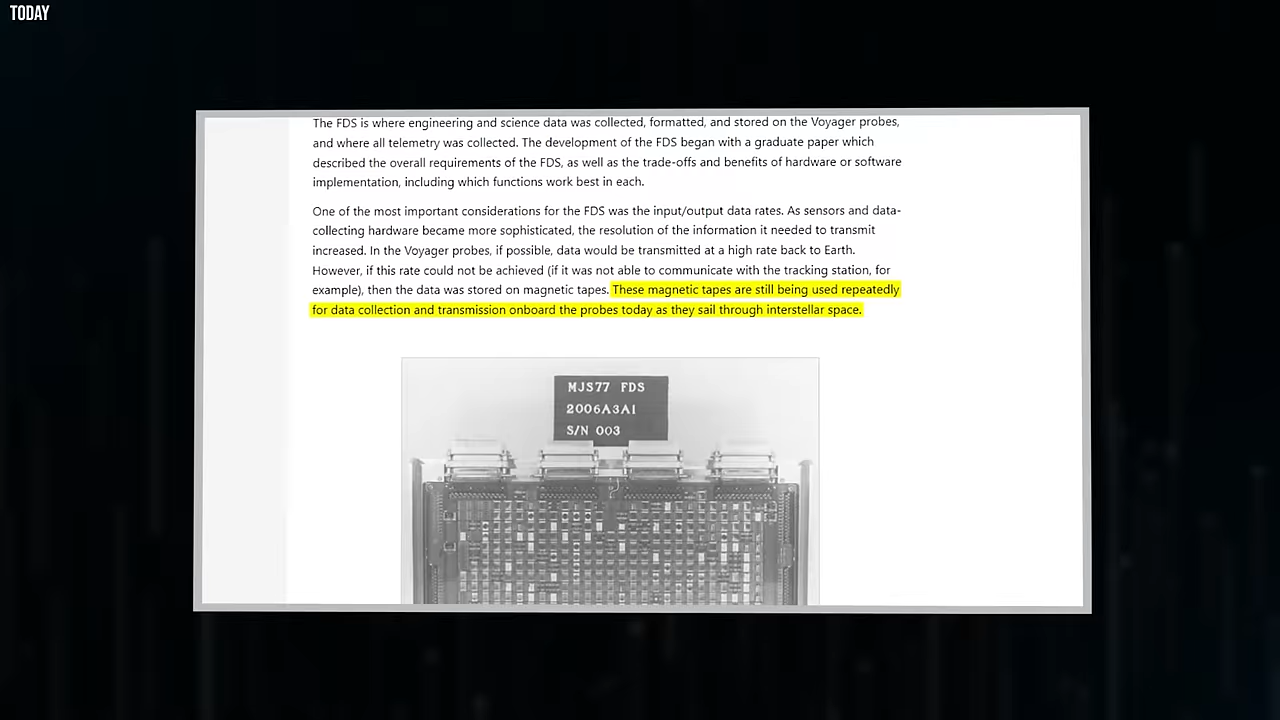 TODAY
The FDS is where engineering and science data was collected, formatted, and stored on the Voyager probes,
and where all telemetry was collected. The development of the FDS began with a graduate paper which
described the overall requirements of the FDS, as well as the trade-offs and benefits of hardware or software
implementation, including which functions work best in each.
One of the most important considerations for the FDS was the input/output data rates. As sensors and data-
collecting hardware became more sophisticated, the resolution of the information it needed to transmit
increased. In the Voyager probes, if possible, data would be transmitted at a high rate back to Earth.
However, if this rate could not be achieved (if it was not able to communicate with the tracking station, for
example), then the data was stored on magnetic tapes. These magnetic tapes are still being used repeatedly
for data collection and transmission onboard the probes today as they sail through interstellar space.
MJS77 FDS
2006A3A1
S/N 003